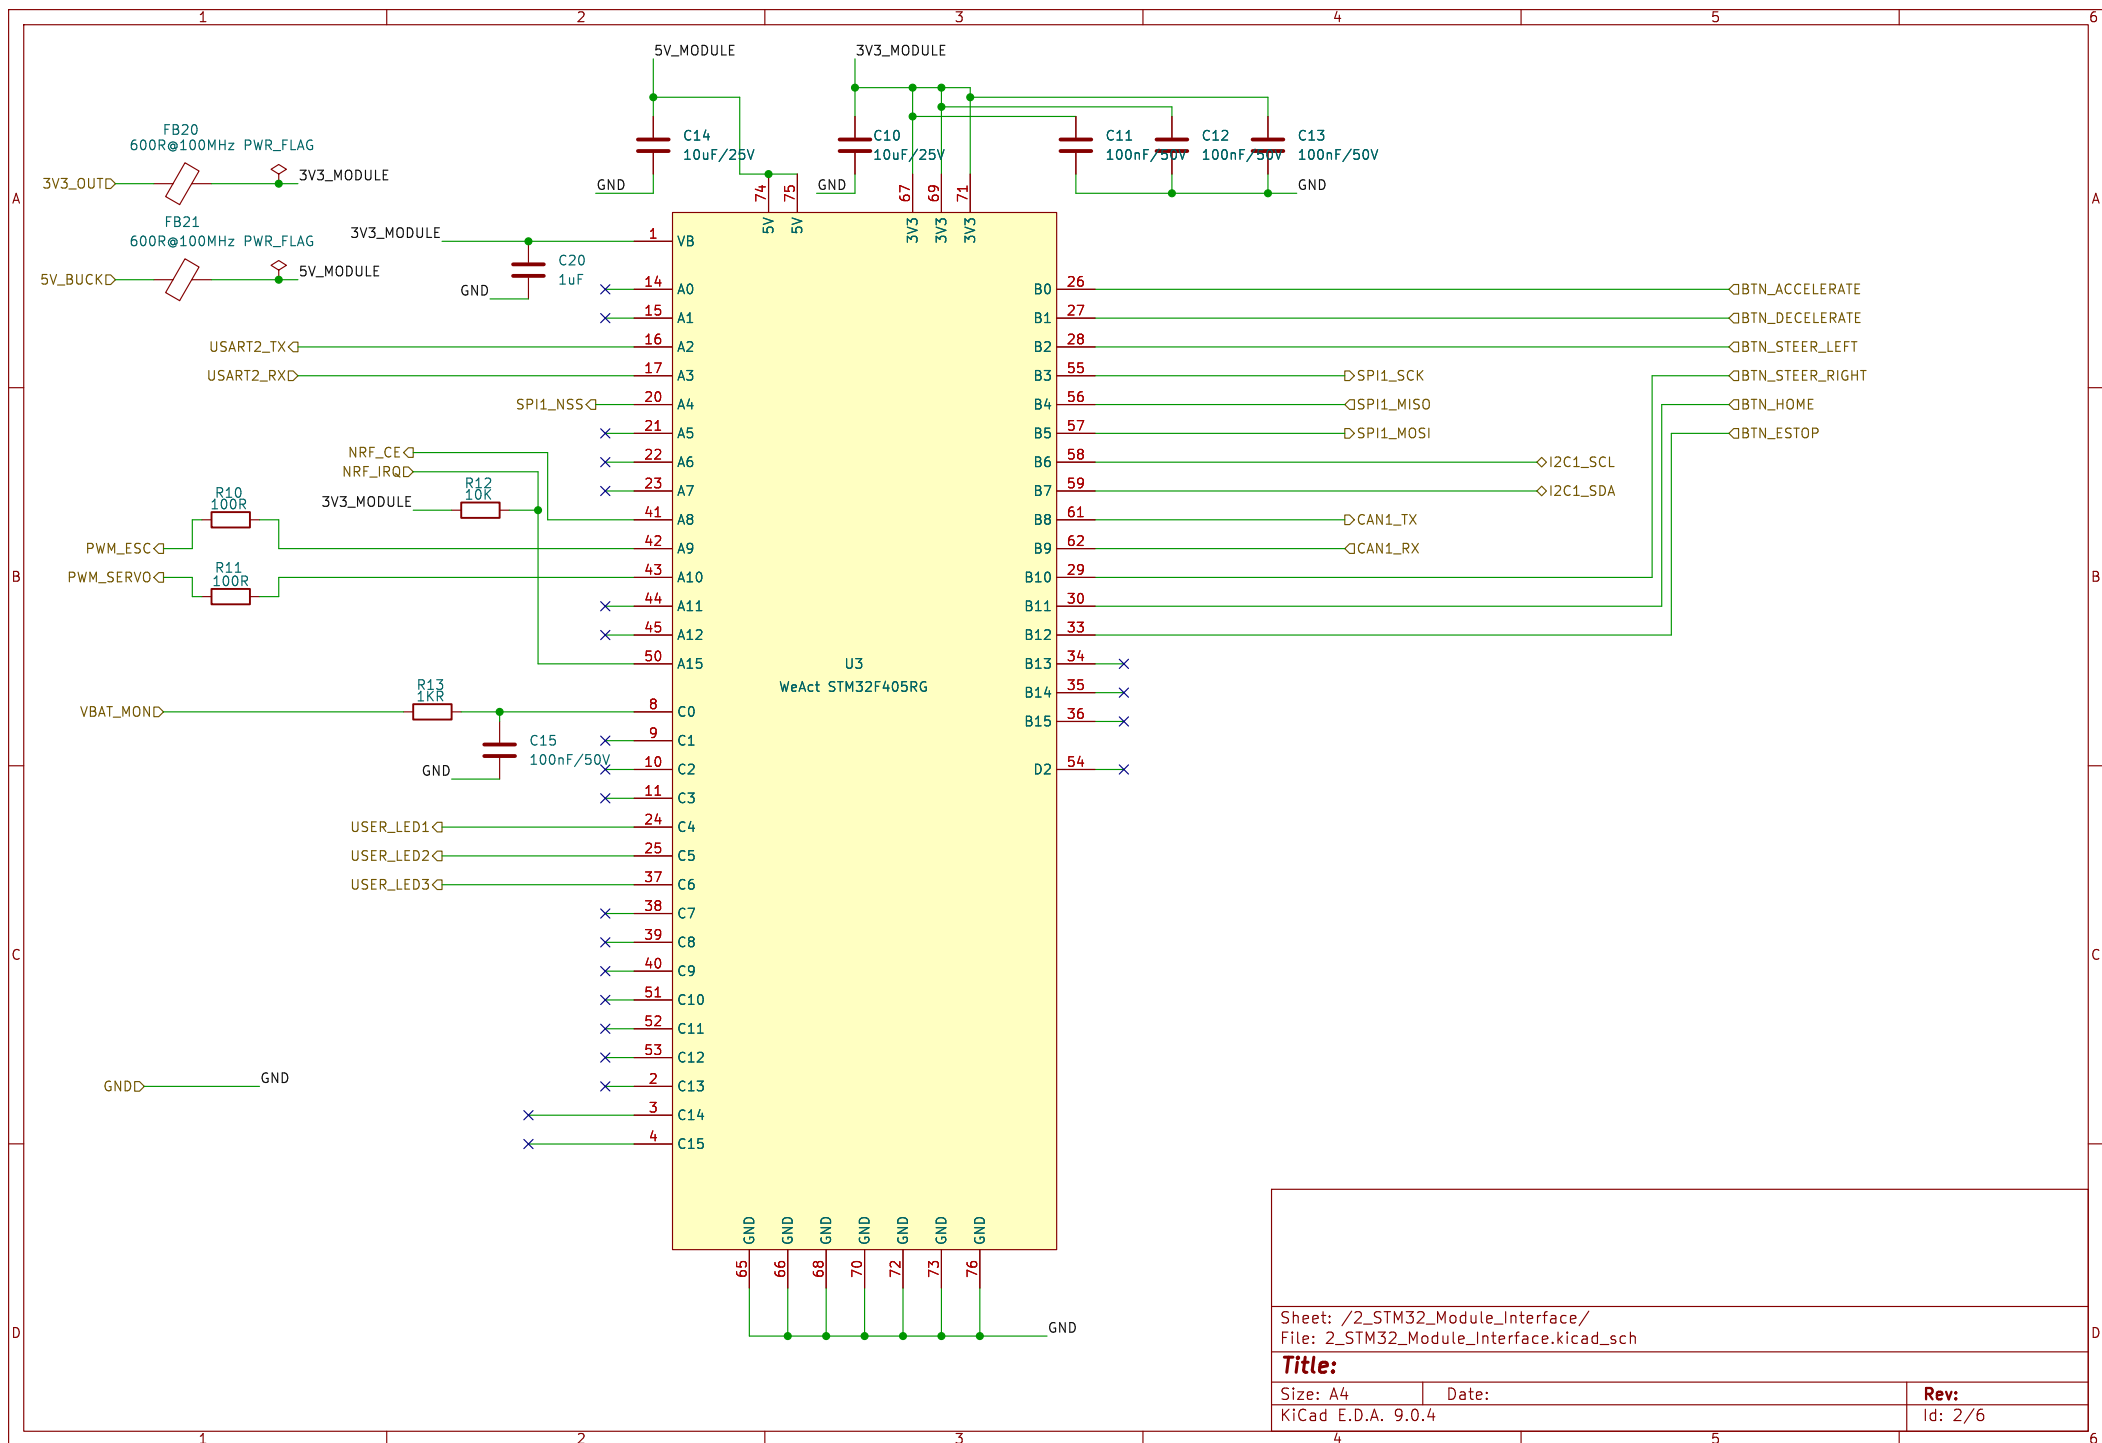 1 2 3 4 5 6
5V_MODULE
3V3_MODULE
FB20
600R@100MHz PWR_FLAG
3V3_OUT
3V3_MODULE
C14
10uF/25V
GND
C10
10uF/25V
GND
C11
100nF/50V
C12
100nF/50V
C13
100nF/50V
GND
A
A
74 75 67 69 71
5V 5V 3V3 3V3 3V3
FB21
600R@100MHz PWR_FLAG
5V_BUCK
5V_MODULE
3V3_MODULE
1 VB
C20
1uF
GND
14 A0
15 A1
USART2_TX 16 A2
USART2_RX 17 A3
SPI1_NSS 20 A4
21 A5
NRF_CE
22 A6
NRF_IRQ
23 A7
R12
10K
3V3_MODULE
R10
100R
41 A8
PWM_ESC 42 A9
R11
100R
PWM_SERVO 43 A10
44 A11
45 A12
50 A15
B
B
U3
WeAct STM32F405RG
R13
1KR
VBAT_MON 8 C0
C15
100nF/50V
GND
9 C1
10 C2
11 C3
USER_LED1 24 C4
USER_LED2 25 C5
USER_LED3 37 C6
38 C7
39 C8
40 C9
51 C10
52 C11
53 C12
2 C13
3 C14
4 C15
GND GND
C
C
B0 26 BTN_ACCELERATE
B1 27 BTN_DECELERATE
B2 28 BTN_STEER_LEFT
B3 55 SPI1_SCK BTN_STEER_RIGHT
B4 56 SPI1_MISO BTN_HOME
B5 57 SPI1_MOSI BTN_ESTOP
B6 58 I2C1_SCL
B7 59 I2C1_SDA
B8 61 CAN1_TX
B9 62 CAN1_RX
B10 29
B11 30
B12 33
B13 34
B14 35
B15 36
D2 54
GND GND GND GND GND GND GND
65 66 68 70 72 73 76
GND
D
D
Sheet: /2_STM32_Module_Interface/
File: 2_STM32_Module_Interface.kicad_sch
Title:
Size: A4 Date: Rev:
KiCad E.D.A. 9.0.4 Id: 2/6
1 2 3 4 5 6